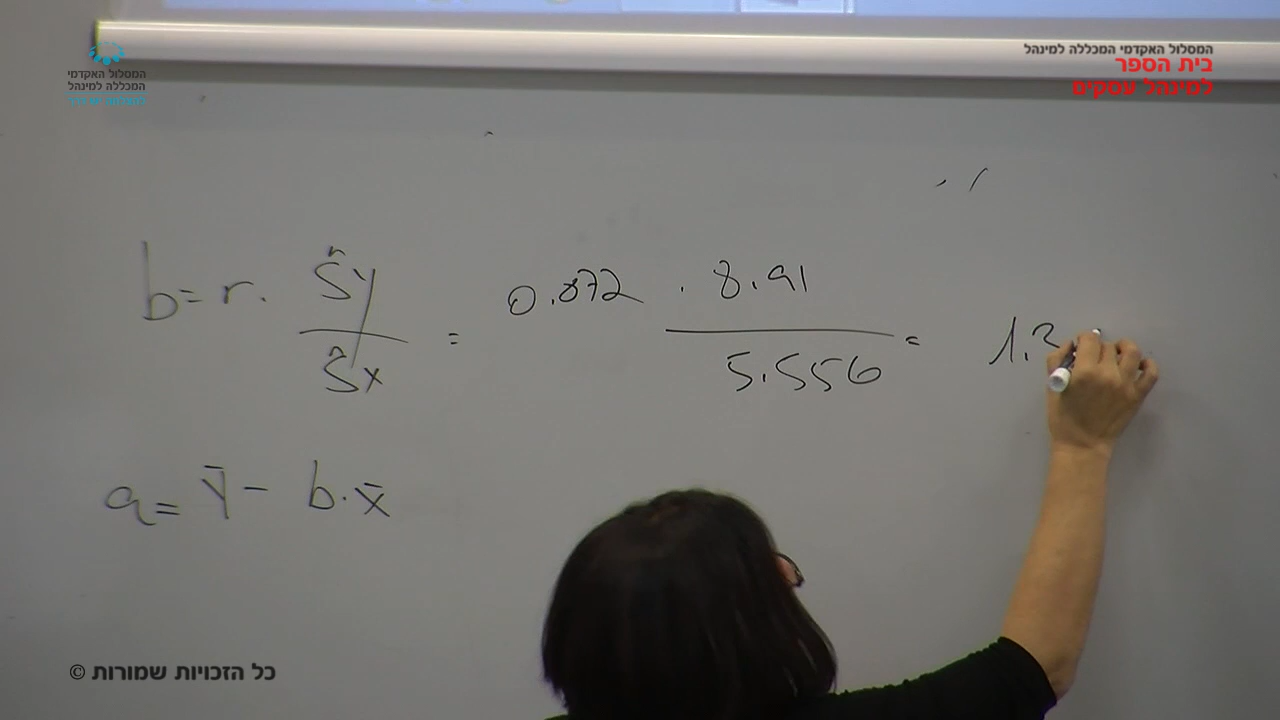 המסלול האקדמי המכללה למינהל
בית הספר
למינהל עסקים
המסלול האקדמי
המכללה למינהל
b = r. Ŝy / Ŝx = 0.872 . 8.91 / 5.556 = 1.3
a = ȳ - b.x̄
כל הזכויות שמורות ©